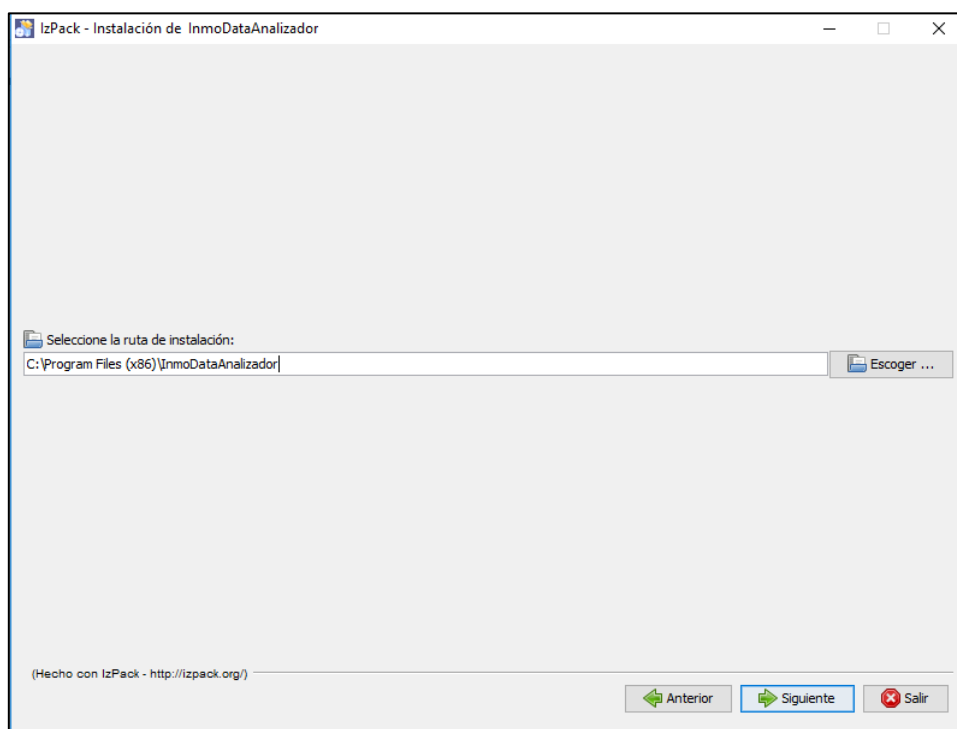 IzPack - Instalación de InmoDataAnalizador
Seleccione la ruta de instalación:
C:\Program Files (x86)\InmoDataAnalizador
Escoger ...
(Hecho con IzPack - http://izpack.org/)
Anterior
Siguiente
Salir